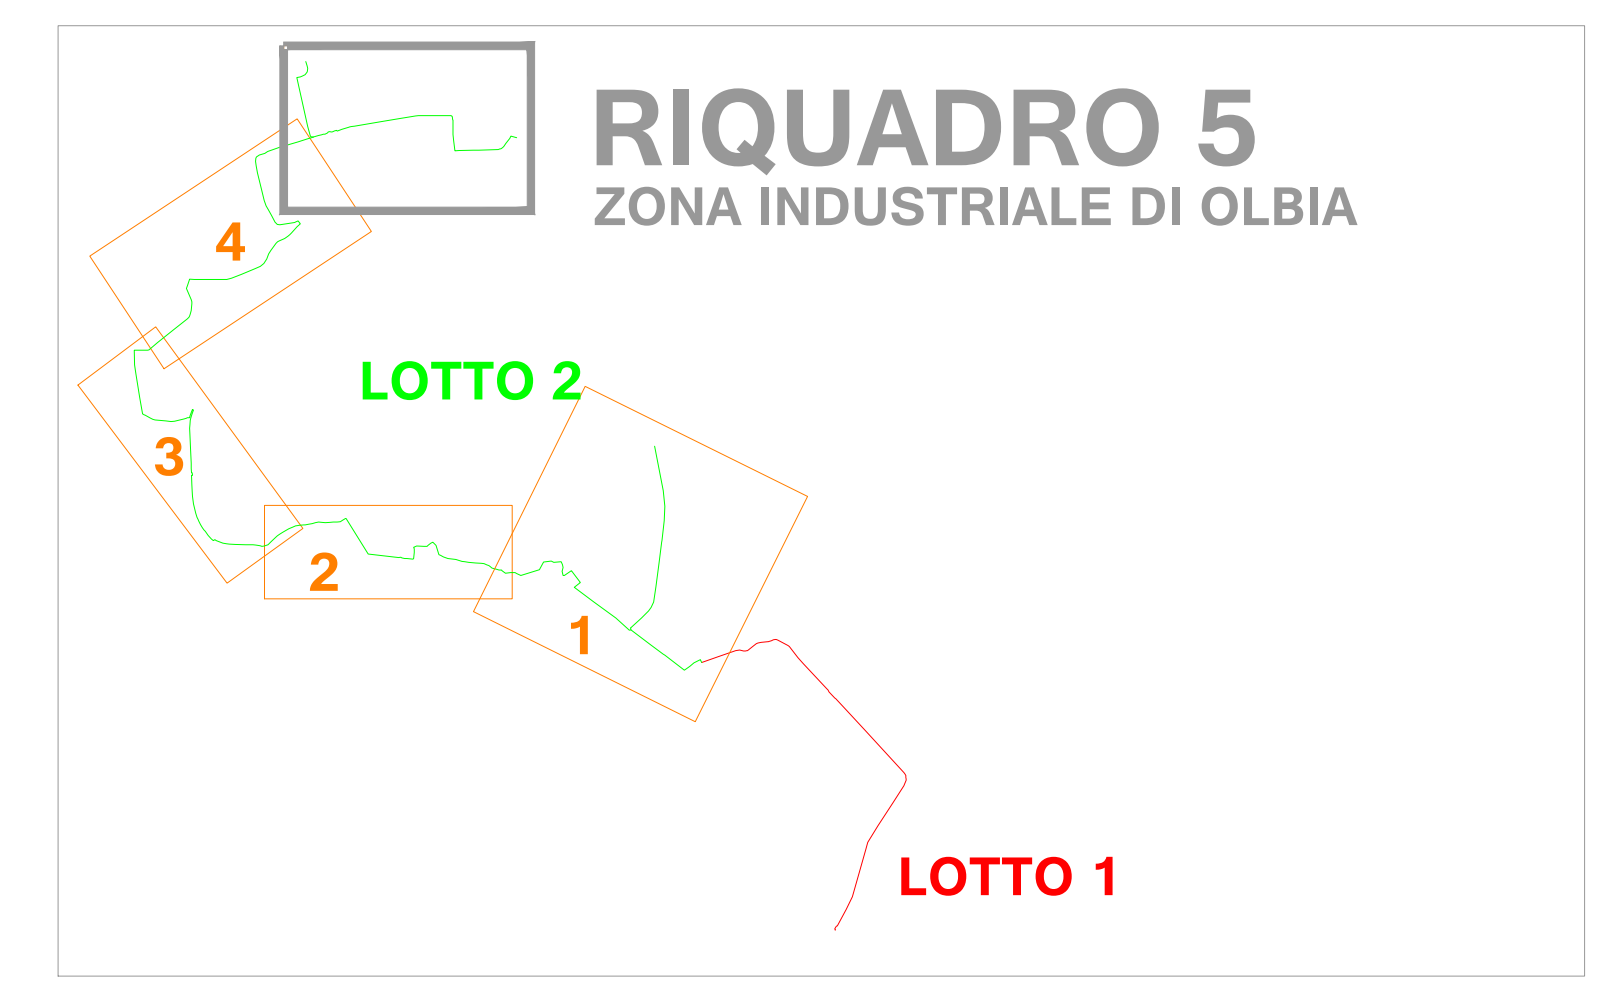 RIQUADRO 5
ZONA INDUSTRIALE DI OLBIA
4
LOTTO 2
3
2
1
LOTTO 1